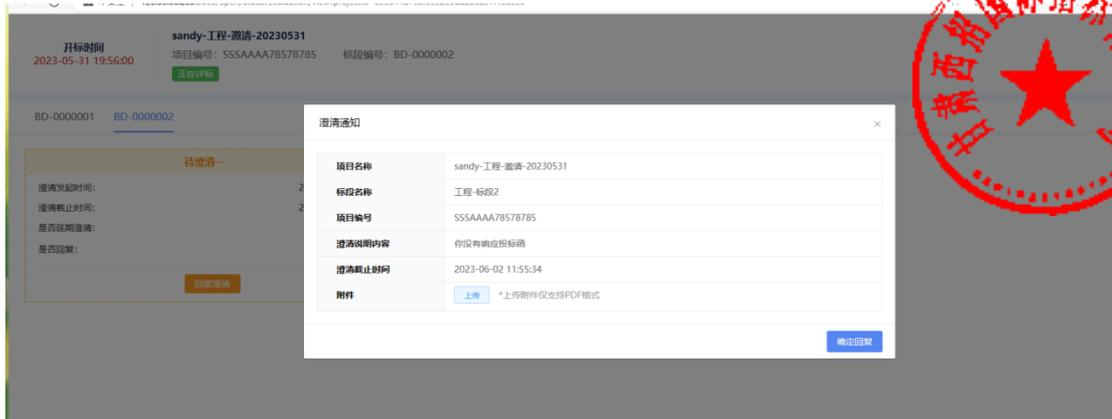 开标时间
2023-05-31 19:56:00
sandy-工程-邀请-20230531
项目编号：SSSAAAA78578785 标段编号：BD-0000002
正在评标
BD-0000001 BD-0000002
待澄清一
澄清发起时间：
澄清截止时间：
是否延期澄清：
是否回复：
回复澄清
澄清通知
项目名称 sandy-工程-邀请-20230531
标段名称 工程-标段2
项目编号 SSSAAAA78578785
澄清说明内容 你没有响应投标函
澄清截止时间 2023-06-02 11:55:34
附件 上传 *上传附件仅支持PDF格式
确定回复
甘肃西招国际招